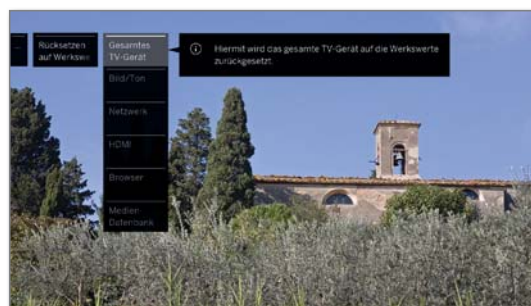 ...
Rücksetzen
auf Werkswe
Gesamtes
TV-Gerät
Hiermit wird das gesamte TV-Gerät auf die Werkswerte
zurückgesetzt.
Bild/Ton
Netzwerk
HDMI
Browser
Medien
Datenbank